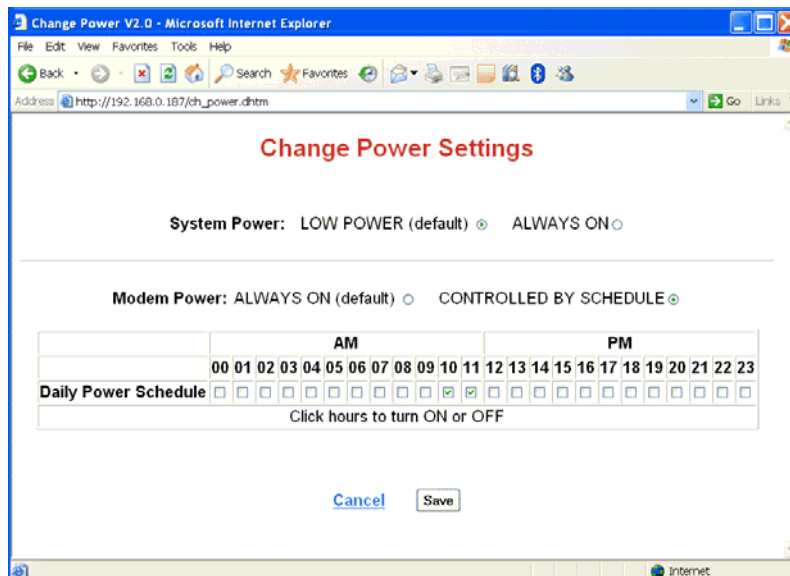 Change Power V2.0 - Microsoft Internet Explorer
File Edit View Favorites Tools Help
Back Search Favorites
Address http://192.168.0.187/ch_power.dhtm Go Links
Change Power Settings
System Power: LOW POWER (default) ALWAYS ON
Modem Power: ALWAYS ON (default) CONTROLLED BY SCHEDULE
AM PM
00 01 02 03 04 05 06 07 08 09 10 11 12 13 14 15 16 17 18 19 20 21 22 23
Daily Power Schedule
Click hours to turn ON or OFF
Cancel Save
Internet